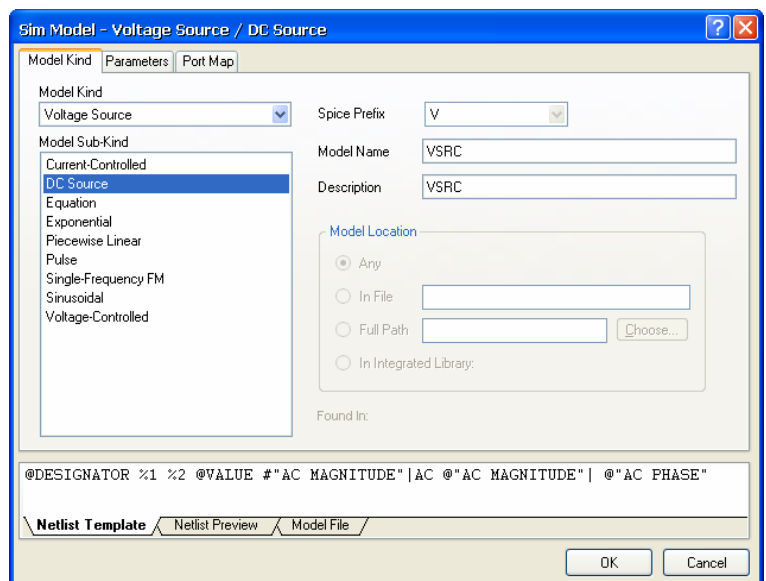 Sim Model - Voltage Source / DC Source
Model Kind Parameters Port Map
Model Kind
Voltage Source
Spice Prefix V
Model Sub-Kind
Model Name VSRC
Current-Controlled
DC Source
Description VSRC
Equation
Exponential
Piecewise Linear
Pulse
Single-Frequency FM
Sinusoidal
Voltage-Controlled
Model Location
Any
In File
Full Path Choose...
In Integrated Library:
Found In:
@DESIGNATOR %1 %2 @VALUE #"AC MAGNITUDE"|AC @"AC MAGNITUDE"| @"AC PHASE"
Netlist Template Netlist Preview Model File
OK Cancel